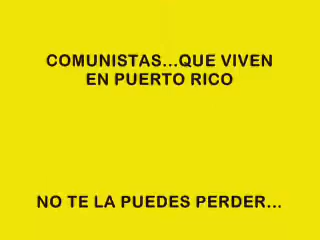 COMUNISTAS...QUE VIVEN
EN PUERTO RICO
NO TE LA PUEDES PERDER...